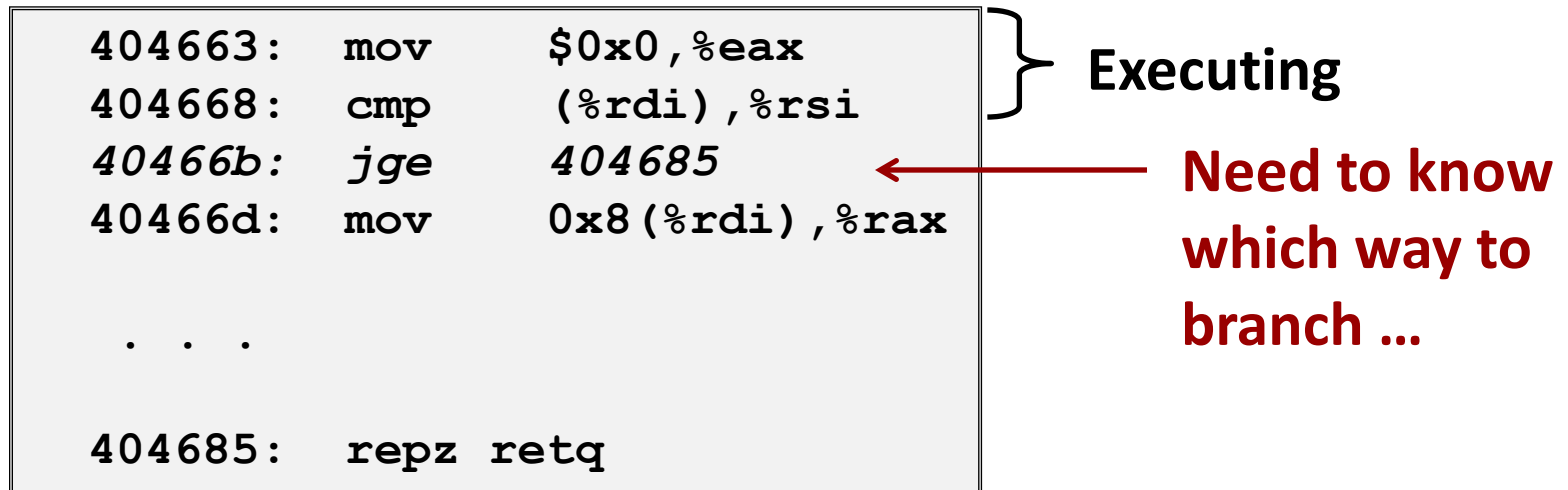 404663: mov $0x0,%eax
404668: cmp (%rdi),%rsi
40466b: jge 404685
40466d: mov 0x8(%rdi),%rax
. . .
404685: repz retq
Executing
Need to know
which way to
branch …